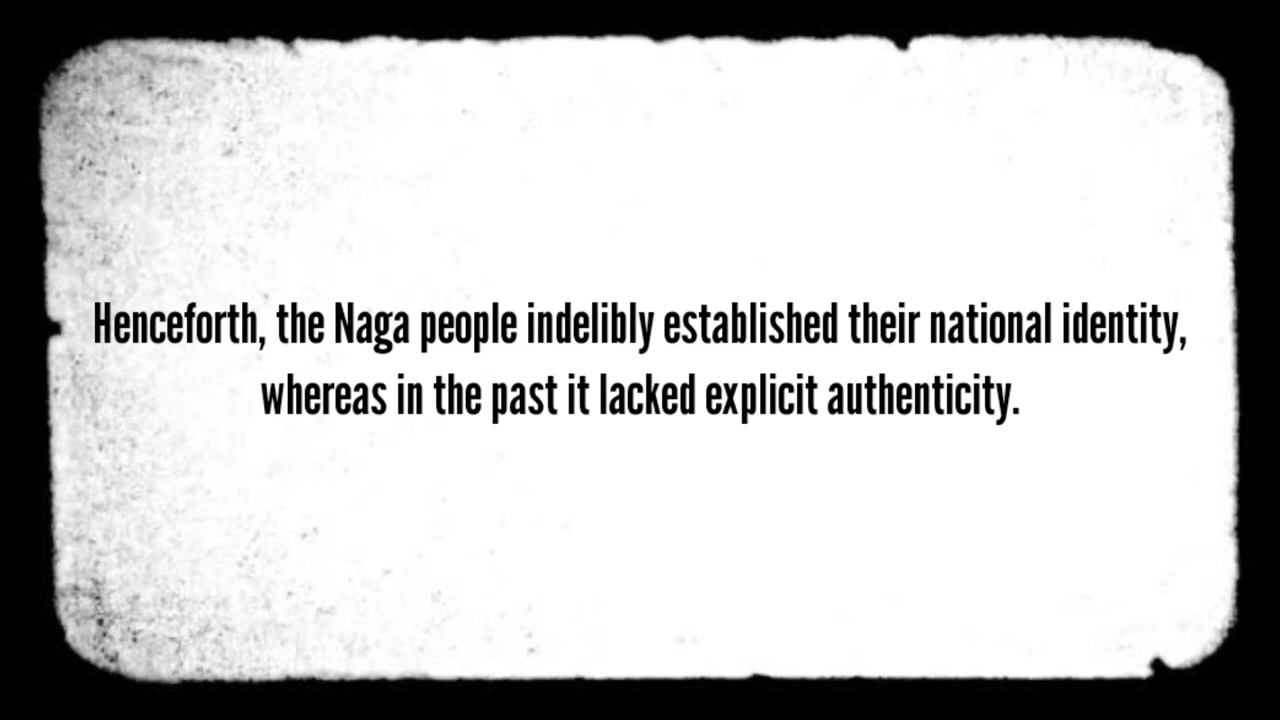 Henceforth, the Naga people indelibly established their national identity,
whereas in the past it lacked explicit authenticity.